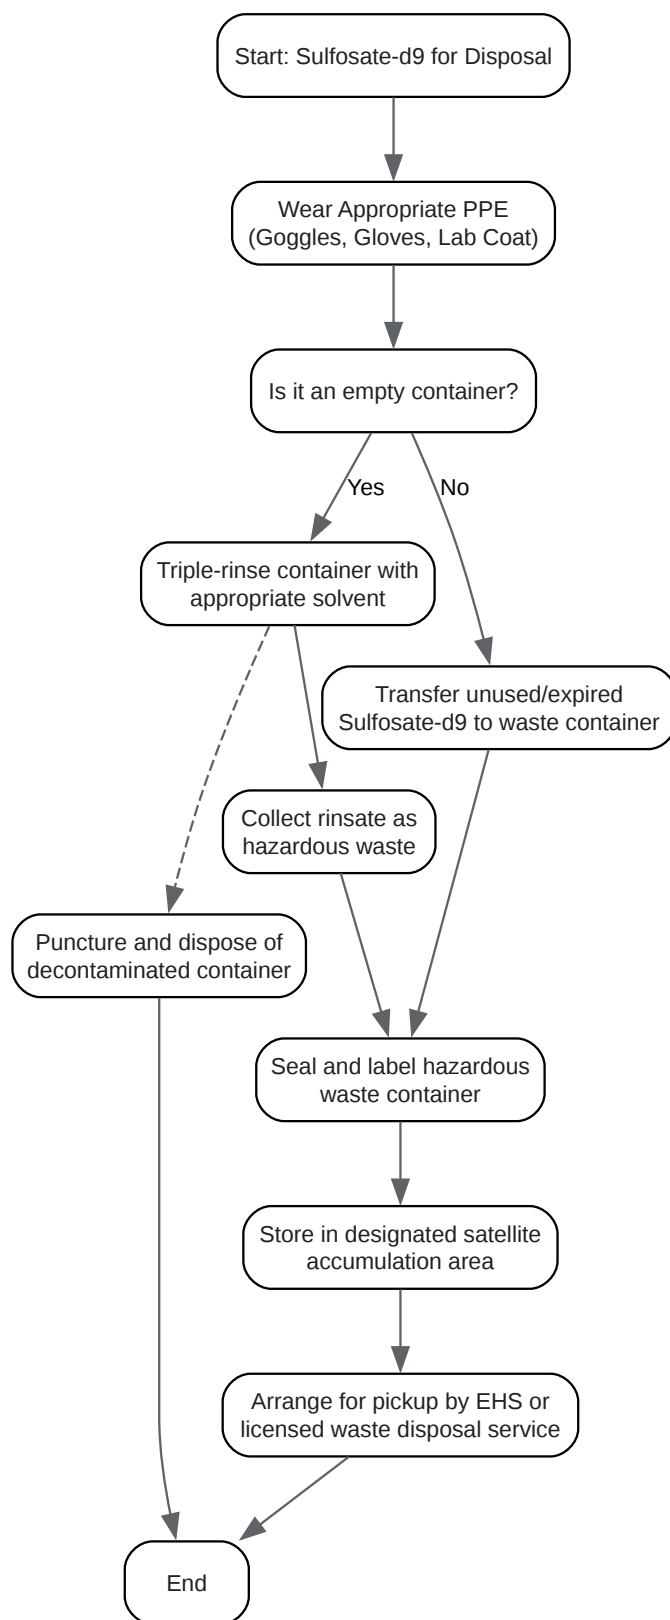 Start: Sulfosate-d9 for Disposal
Wear Appropriate PPE
(Goggles, Gloves, Lab Coat)
Is it an empty container?
Yes
No
Triple-rinse container with
appropriate solvent
Transfer unused/expired
Sulfosate-d9 to waste container
Collect rinsate as
hazardous waste
Puncture and dispose of
decontaminated container
Seal and label hazardous
waste container
Store in designated satellite
accumulation area
Arrange for pickup by EHS or
licensed waste disposal service
End